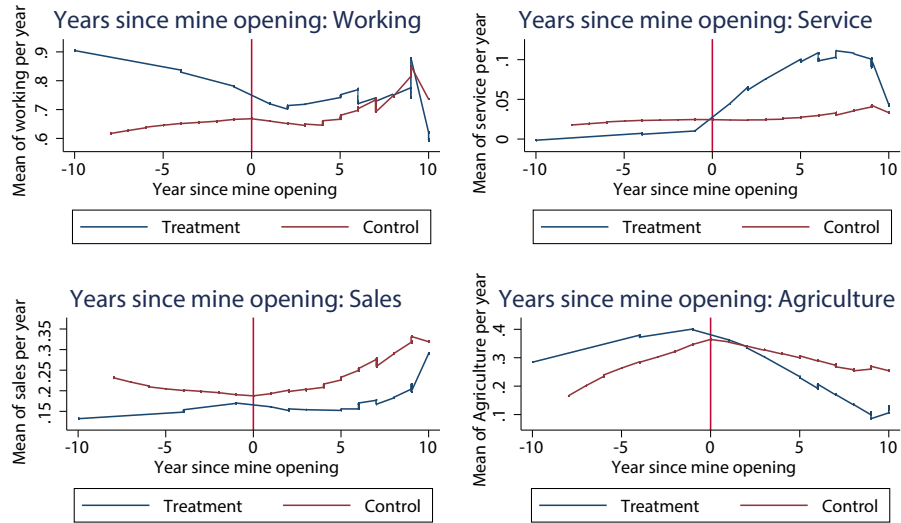 Years since mine opening: Working
Mean of working per year
.9
.8
.7
.6
-10 -5 0 5 10
Year since mine opening
Treatment Control
Years since mine opening: Service
Mean of service per year
.1
.05
0
-10 -5 0 5 10
Year since mine opening
Treatment Control
Years since mine opening: Sales
Mean of sales per year
.15 .2 .25 .3 .35
-10 -5 0 5 10
Year since mine opening
Treatment Control
Years since mine opening: Agriculture
Mean of Agriculture per year
.4
.3
.2
.1
-10 -5 0 5 10
Year since mine opening
Treatment Control